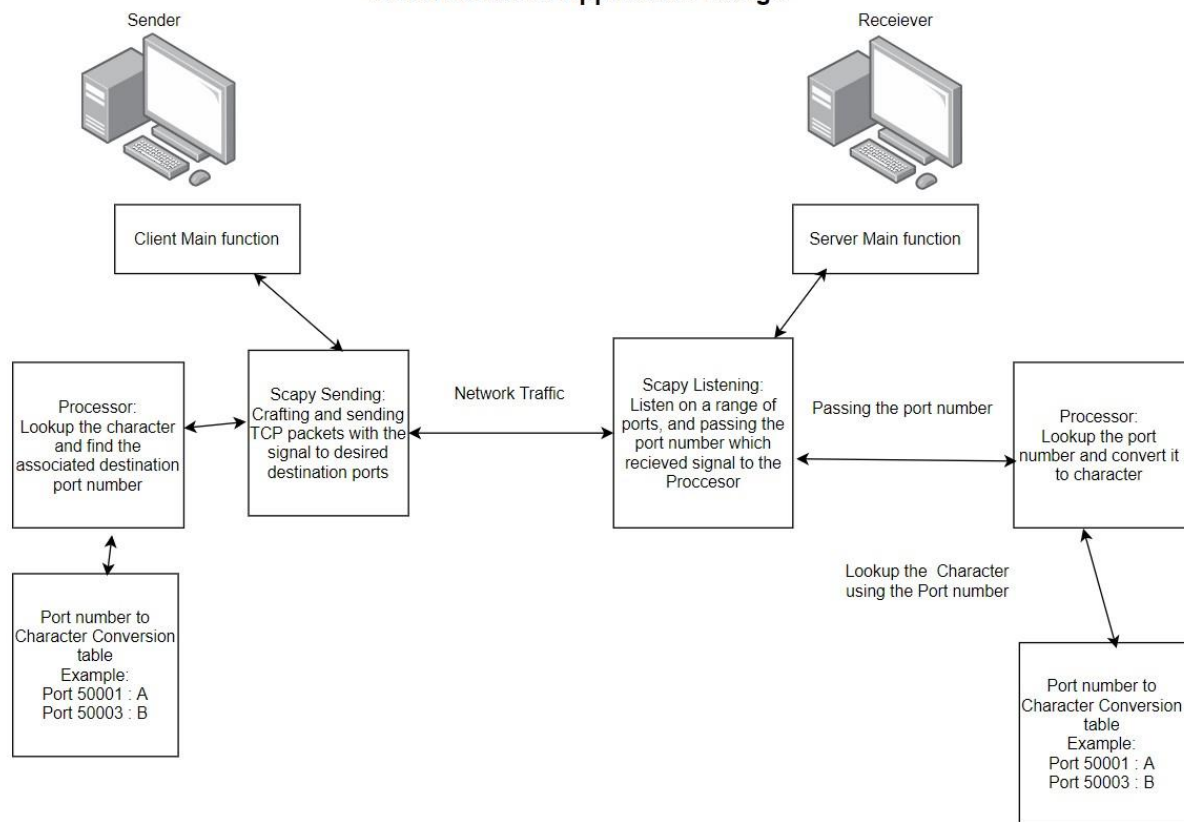 Sender
Receiever
Client Main function
Server Main function
Processor:
Lookup the character
and find the
associated destination
port number
Scapy Sending:
Crafting and sending
TCP packets with the
signal to desired
destination ports
Network Traffic
Scapy Listening:
Listen on a range of
ports, and passing the
port number which
recieved signal to the
Proccesor
Passing the port number
Processor:
Lookup the port
number and convert it
to character
Lookup the Character
using the Port number
Port number to
Character Conversion
table
Example:
Port 50001 : A
Port 50003 : B
Port number to
Character Conversion
table
Example:
Port 50001 : A
Port 50003 : B